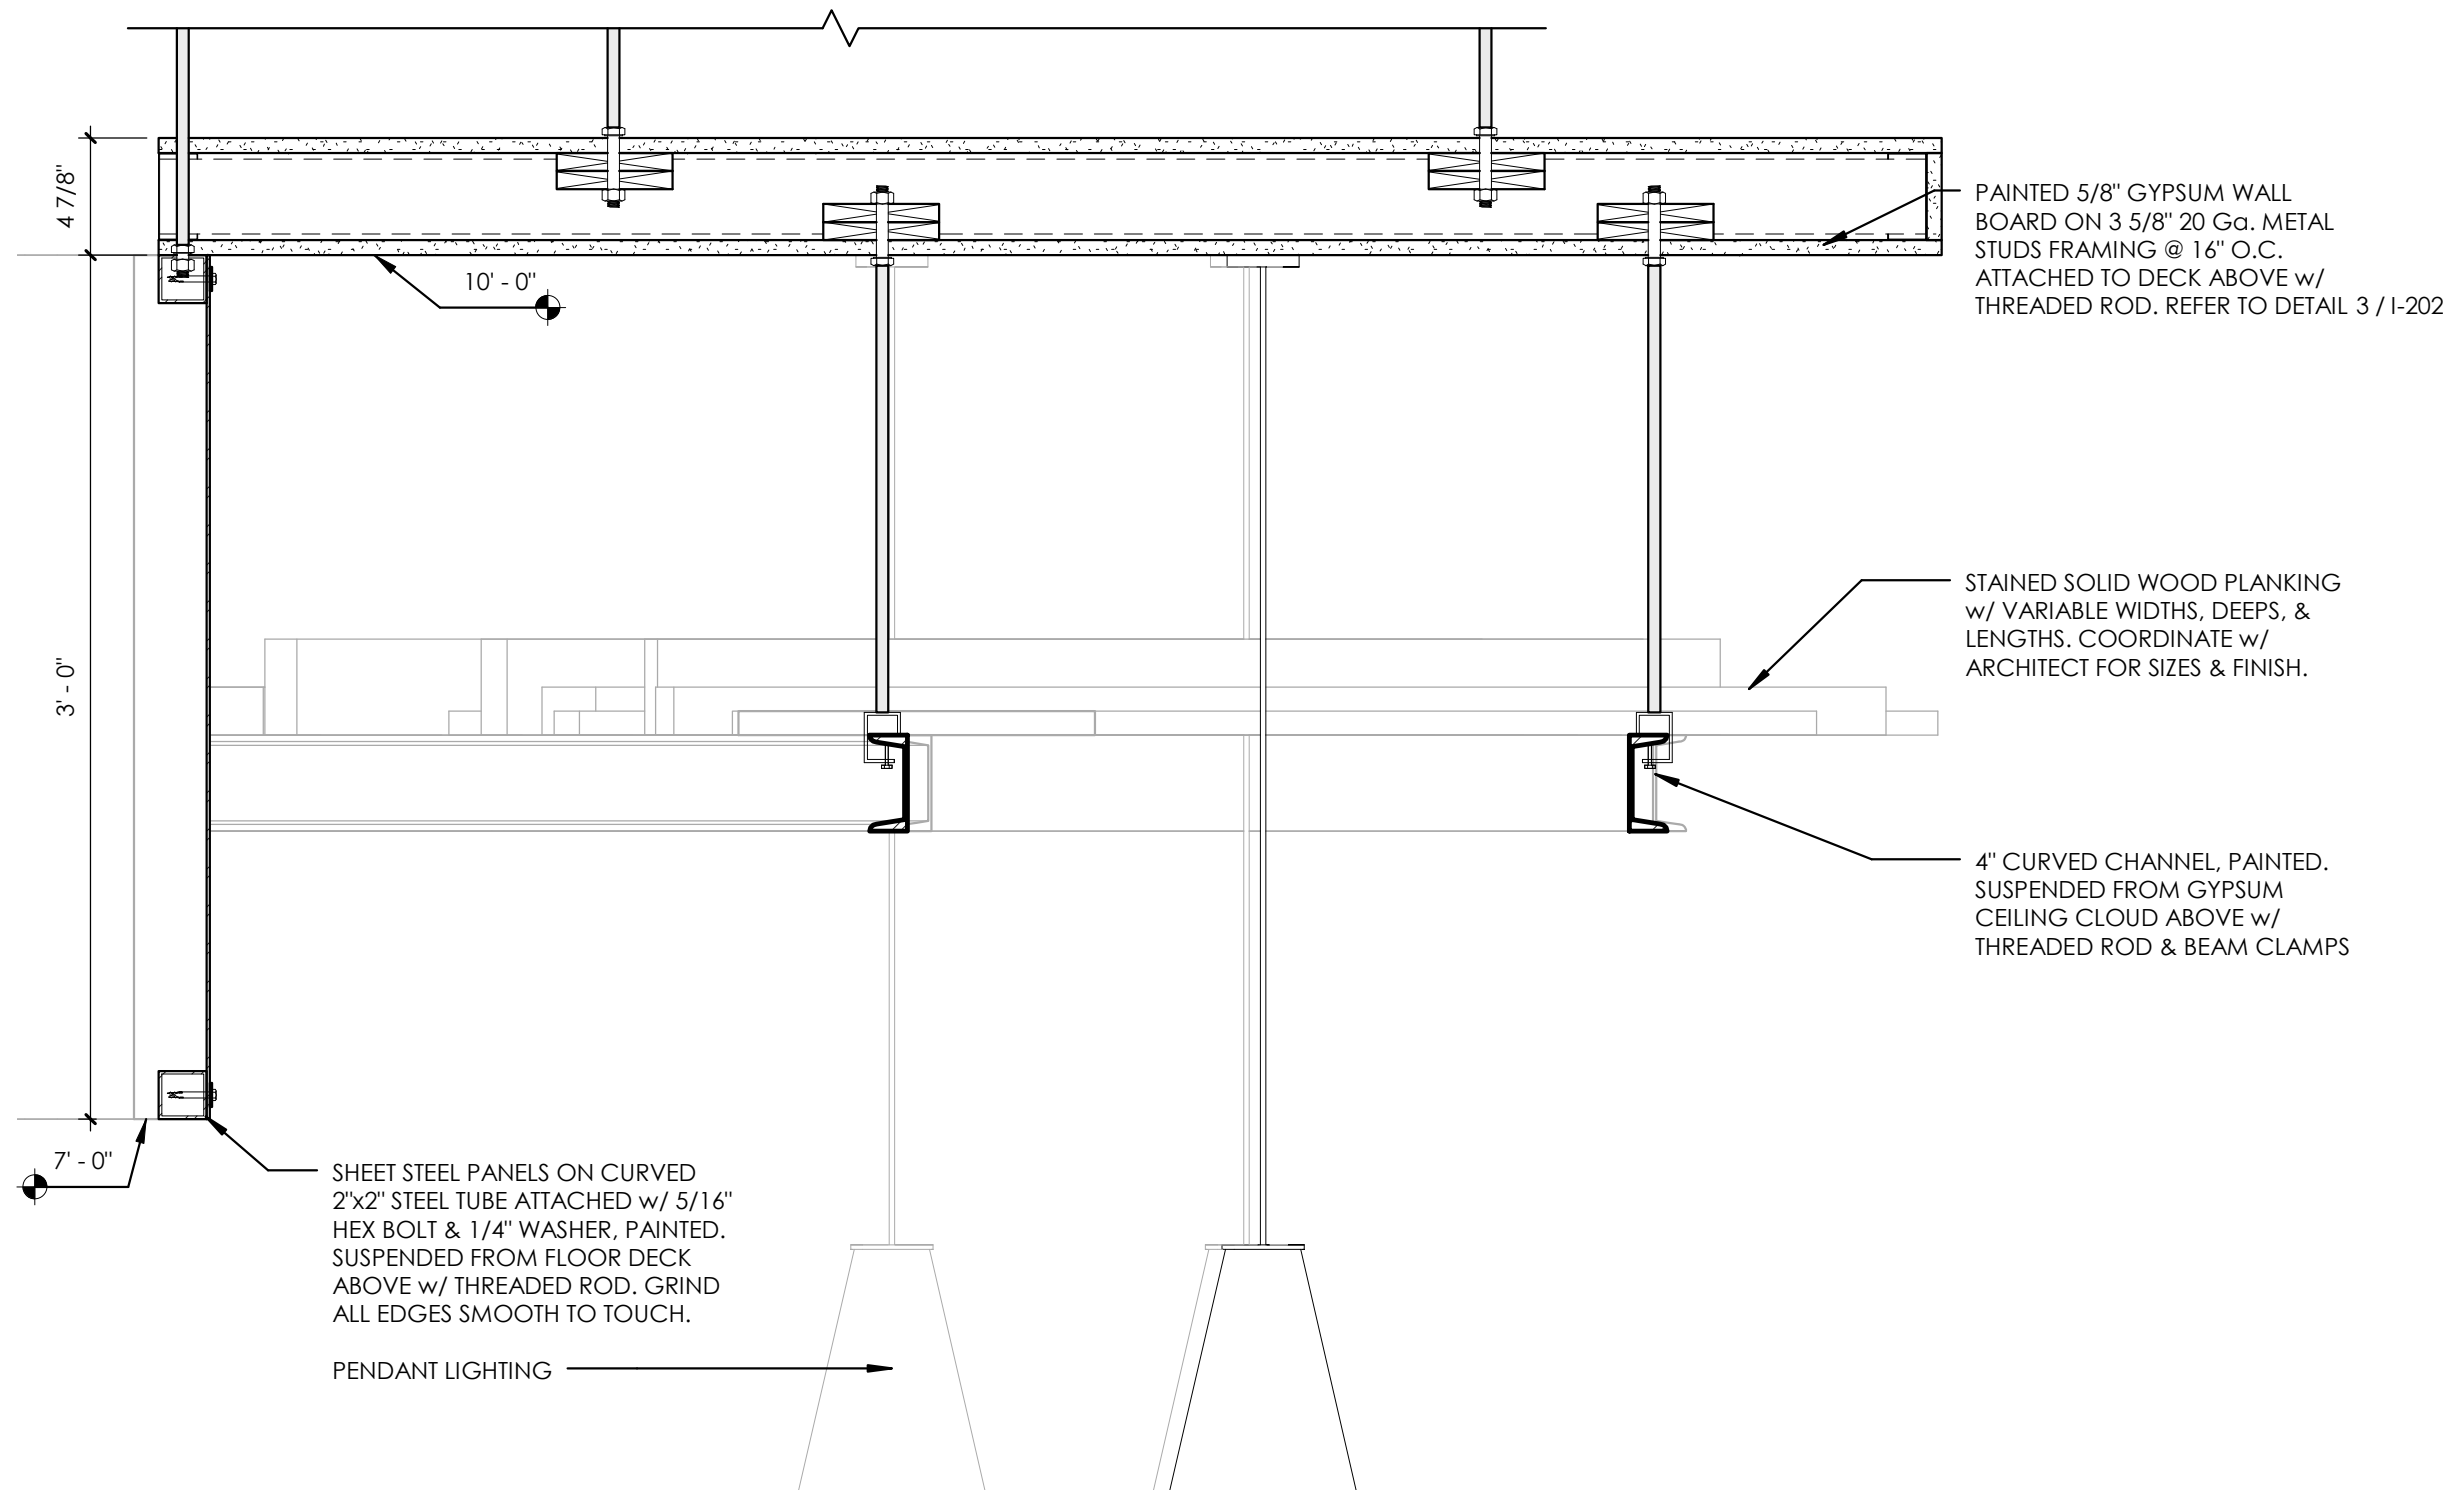 4 7/8"
10' - 0"
PAINTED 5/8" GYPSUM WALL
BOARD ON 3 5/8" 20 Ga. METAL
STUDS FRAMING @ 16" O.C.
ATTACHED TO DECK ABOVE w/
THREADED ROD. REFER TO DETAIL 3 / I-202
STAINED SOLID WOOD PLANKING
w/ VARIABLE WIDTHS, DEEPS, &
LENGTHS. COORDINATE w/
ARCHITECT FOR SIZES & FINISH.
3' - 0"
4" CURVED CHANNEL, PAINTED.
SUSPENDED FROM GYPSUM
CEILING CLOUD ABOVE w/
THREADED ROD & BEAM CLAMPS
7' - 0"
SHEET STEEL PANELS ON CURVED
2"x2" STEEL TUBE ATTACHED w/ 5/16"
HEX BOLT & 1/4" WASHER, PAINTED.
SUSPENDED FROM FLOOR DECK
ABOVE w/ THREADED ROD. GRIND
ALL EDGES SMOOTH TO TOUCH.
PENDANT LIGHTING